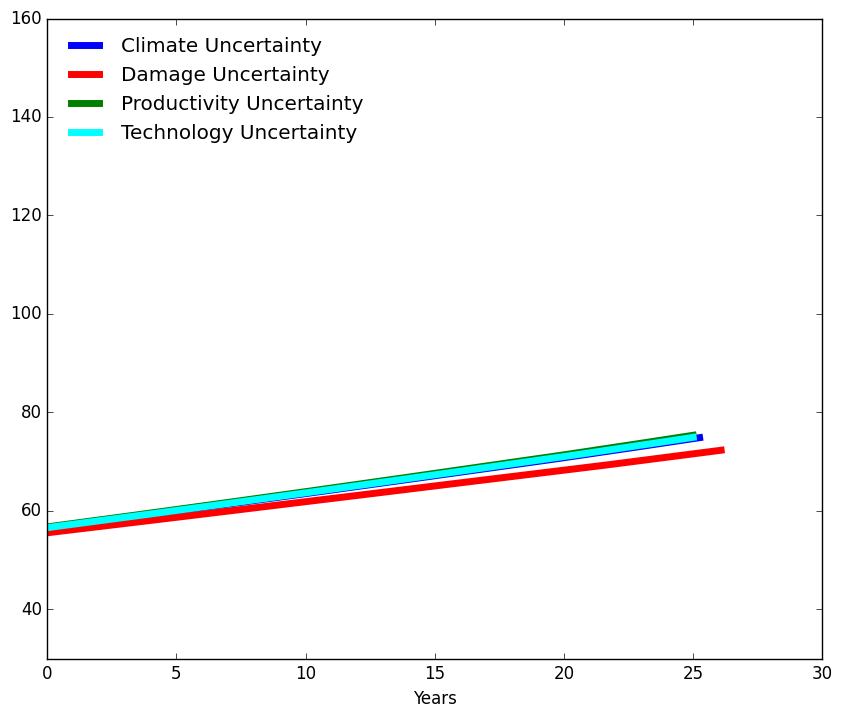 160
Climate Uncertainty
Damage Uncertainty
Productivity Uncertainty
Technology Uncertainty
140
120
100
80
60
40
0 5 10 15 20 25 30
Years